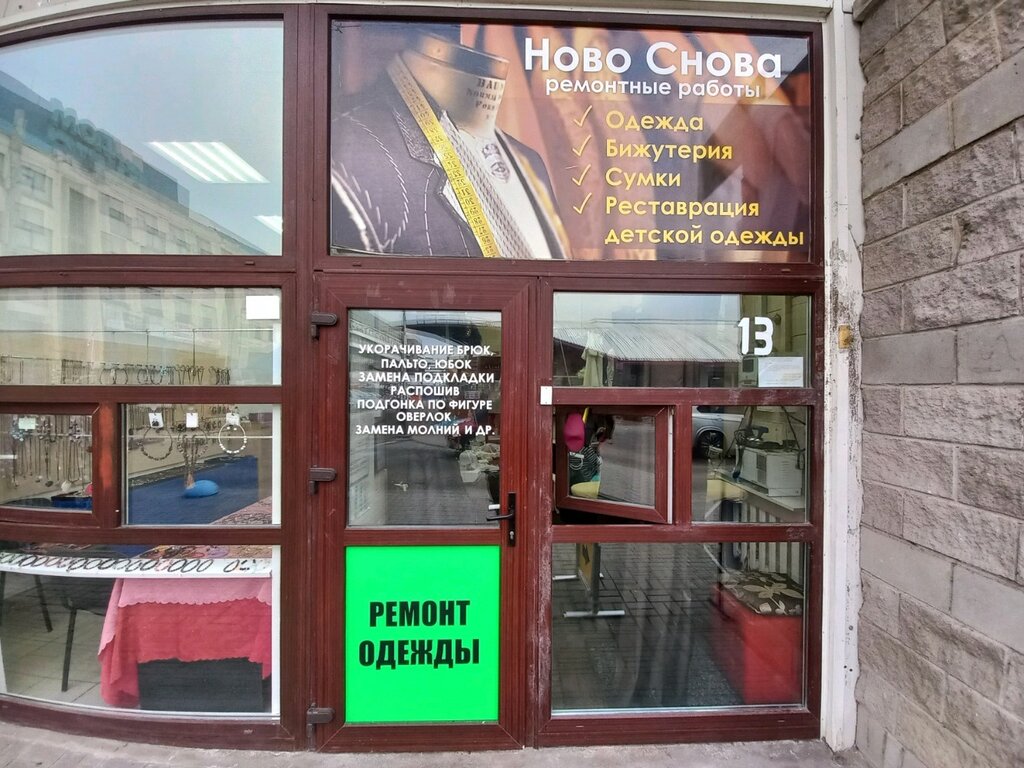 Ново Снова
ремонтные работы
Одежда
Бижутерия
Сумки
Реставрация
детской одежды
13
УКОРАЧИВАНИЕ БРЮК,
ПАЛЬТО, ЮБОК
ЗАМЕНА ПОДКЛАДКИ
РАСПОШИВ
ПОДГОНКА ПО ФИГУРЕ
ОВЕРЛОК
ЗАМЕНА МОЛНИЙ И ДР.
РЕМОНТ
ОДЕЖДЫ